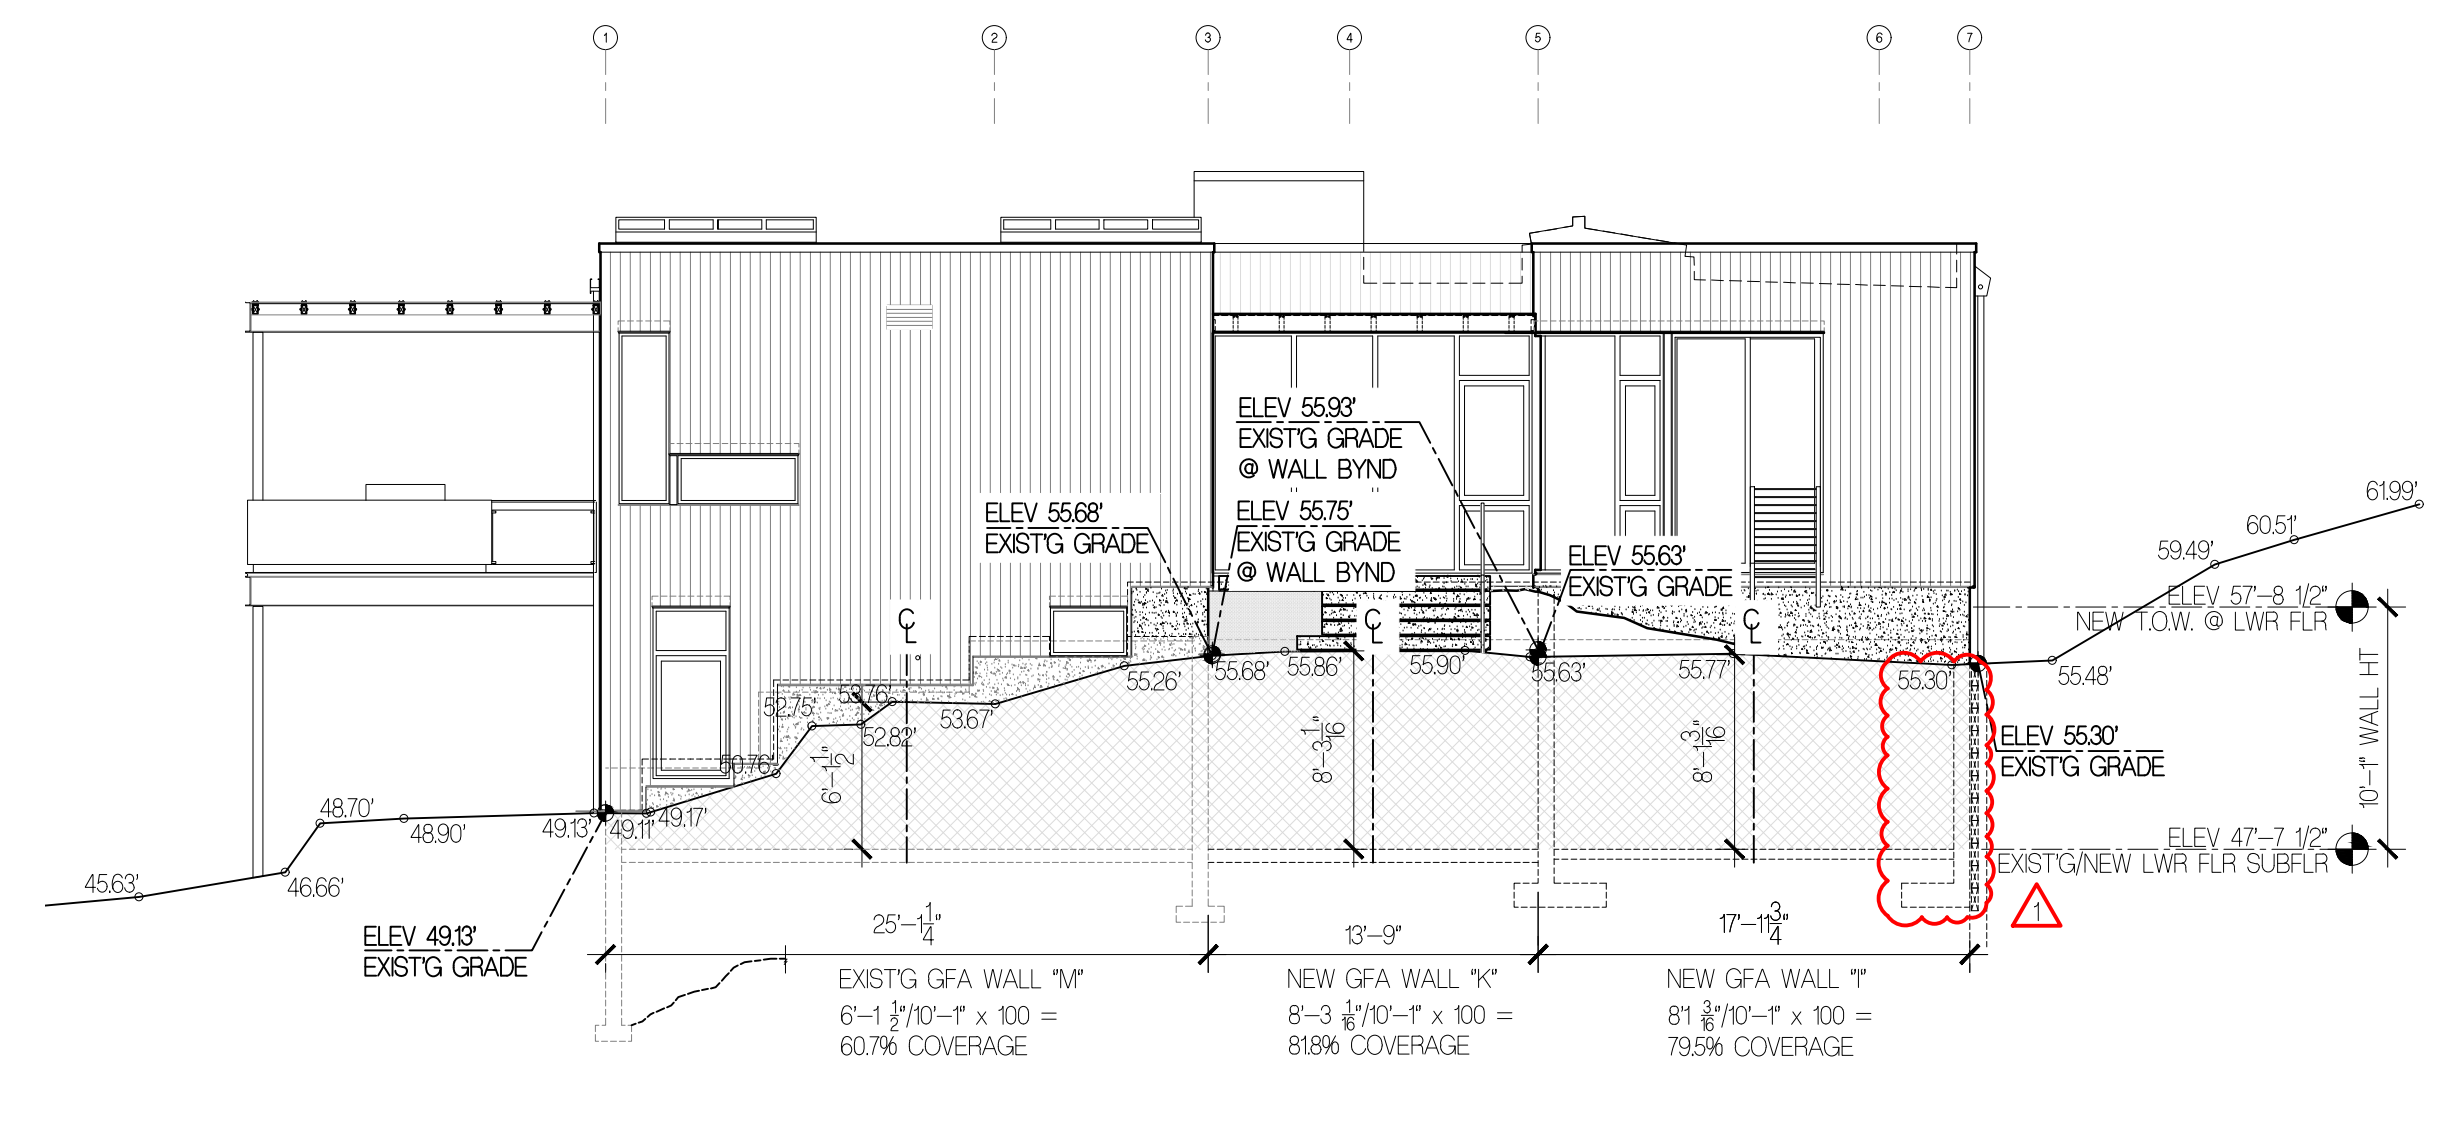 1 2 3 4 5 6 7
ELEV 55.93'
EXIST'G GRADE
@ WALL BYND
ELEV 55.68'
EXIST'G GRADE
ELEV 55.75'
EXIST'G GRADE
@ WALL BYND
ELEV 55.63'
EXIST'G GRADE
61.99'
60.51'
59.49'
ELEV 57'-8 1/2"
NEW T.O.W. @ LWR FLR
CL
CL
CL
55.26'
55.68'
55.86'
55.90'
55.63'
55.77'
55.30'
55.48'
53.76'
52.75'
53.67'
52.82'
50.76'
6'-1 1/2"
8'-3 1/16"
8'-1 3/16"
10'-1" WALL HT
ELEV 55.30'
EXIST'G GRADE
48.70'
48.90'
49.13'
49.11'
49.17'
45.63'
46.66'
ELEV 47'-7 1/2"
EXIST'G/NEW LWR FLR SUBFLR
1
ELEV 49.13'
EXIST'G GRADE
25'-1 1/4"
13'-9"
17'-11 3/4"
EXIST'G GFA WALL "M"
6'-1 1/2"/10'-1" x 100 =
60.7% COVERAGE
NEW GFA WALL "K"
8'-3 1/16"/10'-1" x 100 =
81.8% COVERAGE
NEW GFA WALL "I"
8'1 3/16"/10'-1" x 100 =
79.5% COVERAGE